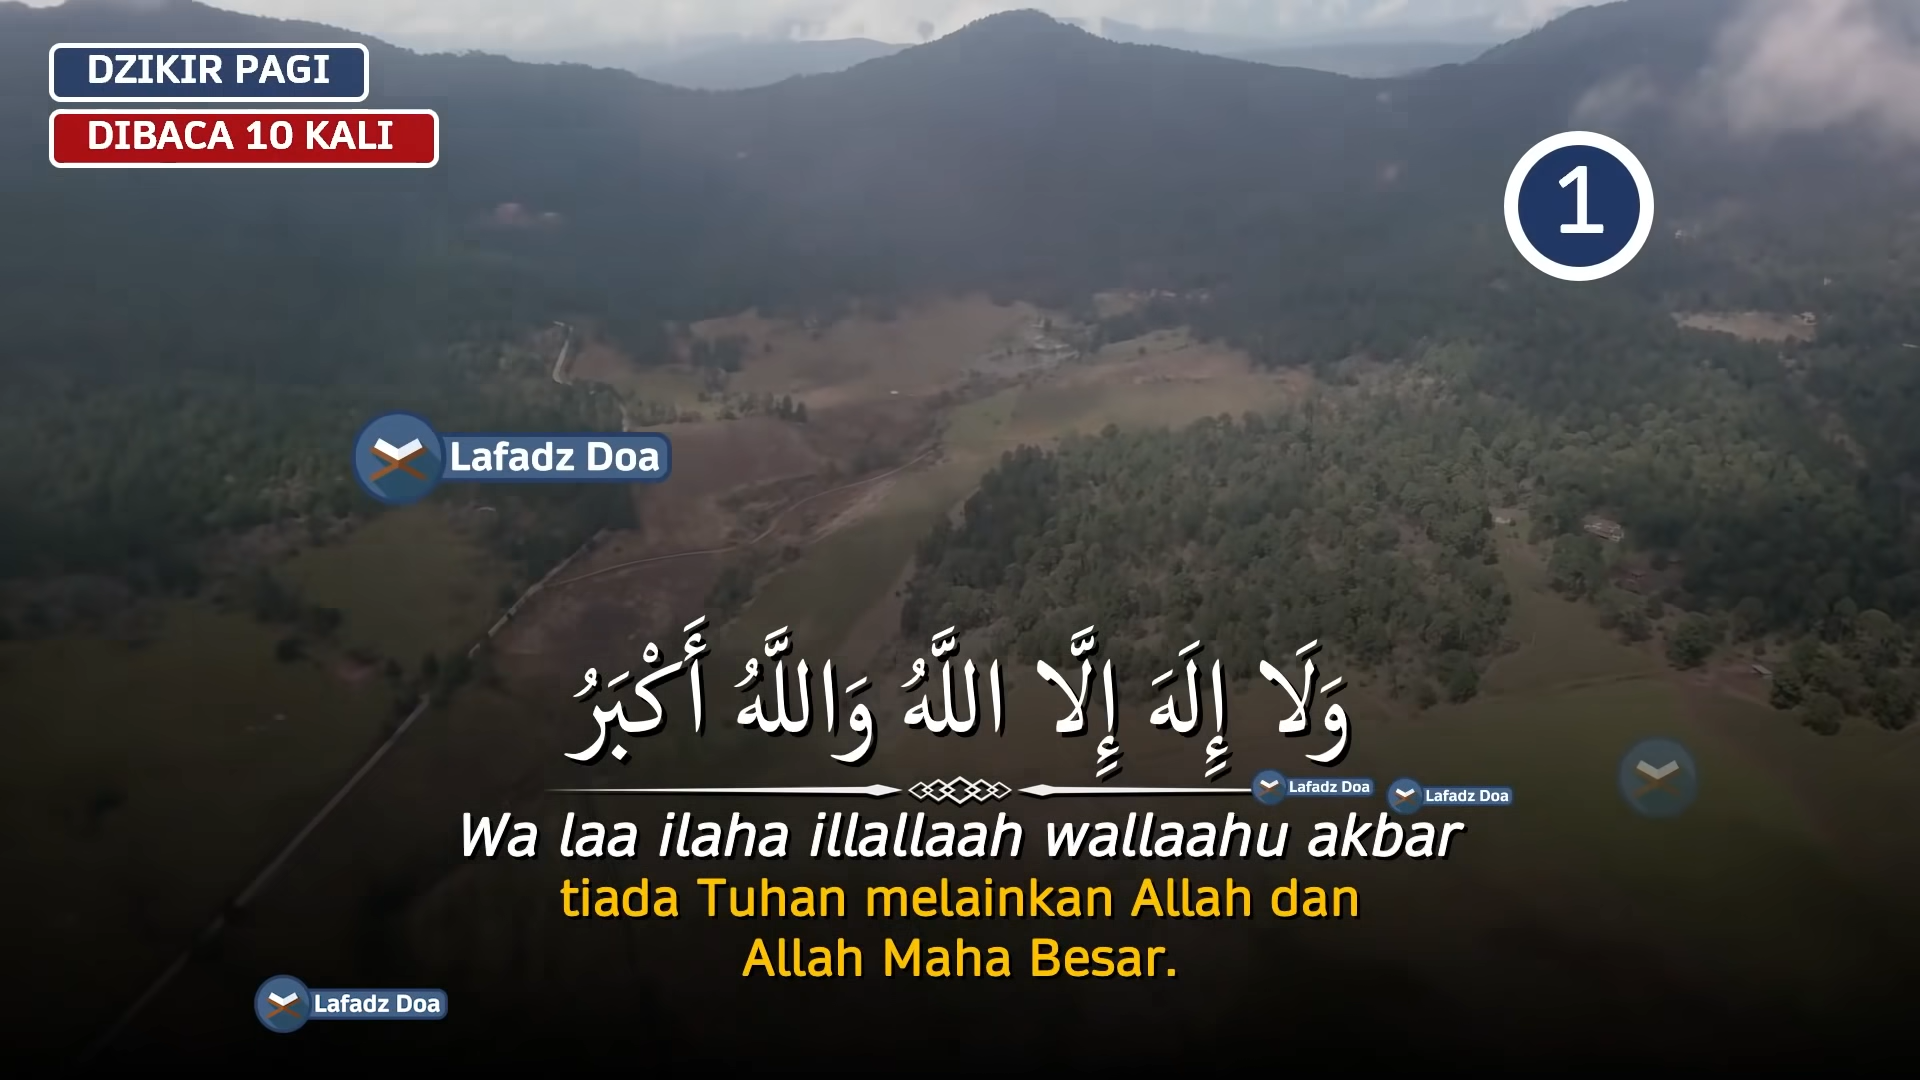 DZIKIR PAGI
DIBACA 10 KALI
1
Lafadz Doa
وَلَا إِلَهَ إِلَّا اللَّهُ وَاللَّهُ أَكْبَرُ
Lafadz Doa
Lafadz Doa
Wa laa ilaha illallaah wallaahu akbar
tiada Tuhan melainkan Allah dan
Allah Maha Besar.
Lafadz Doa